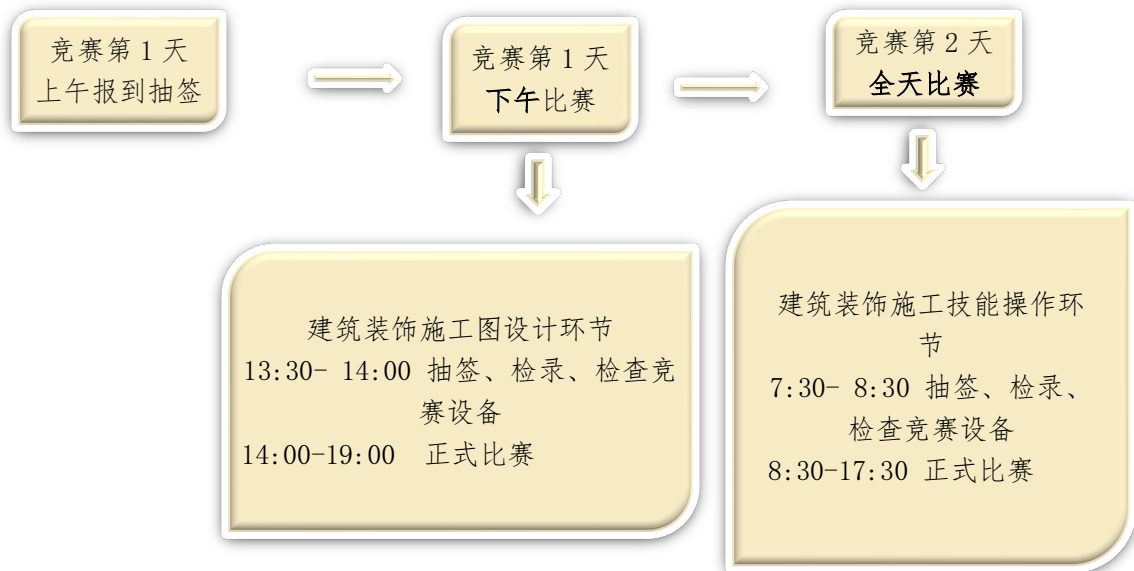 竞赛第 1 天
上午报到抽签
竞赛第 1 天
下午比赛
竞赛第 2 天
全天比赛
建筑装饰施工图设计环节
13:30- 14:00 抽签、检录、检查竞
赛设备
14:00-19:00 正式比赛
建筑装饰施工技能操作环
节
7:30- 8:30 抽签、检录、
检查竞赛设备
8:30-17:30 正式比赛